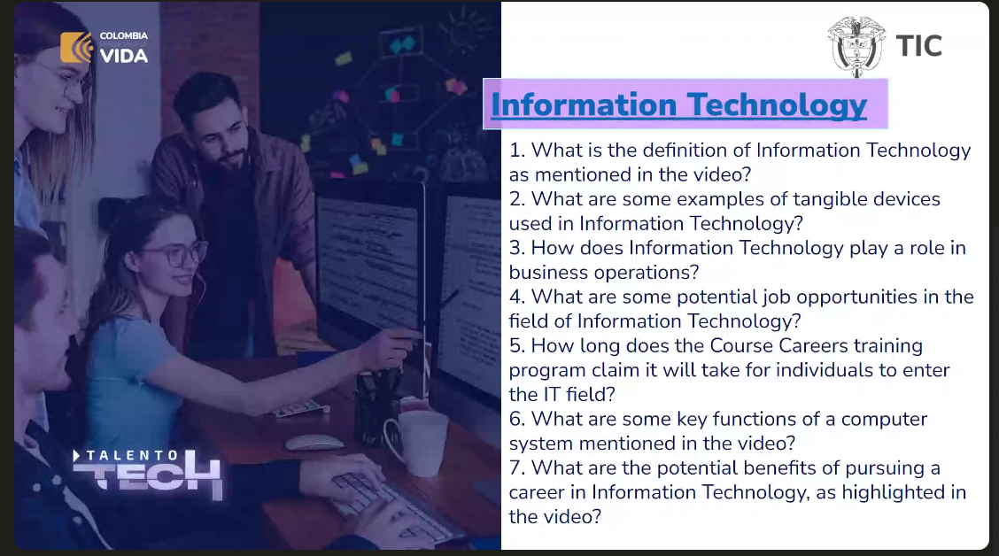 COLOMBIA
VIDA
TIC
Information Technology
1. What is the definition of Information Technology
as mentioned in the video?
2. What are some examples of tangible devices
used in Information Technology?
3. How does Information Technology play a role in
business operations?
4. What are some potential job opportunities in the
field of Information Technology?
5. How long does the Course Careers training
program claim it will take for individuals to enter
the IT field?
6. What are some key functions of a computer
system mentioned in the video?
7. What are the potential benefits of pursuing a
career in Information Technology, as highlighted in
the video?
TALENTO
TECH